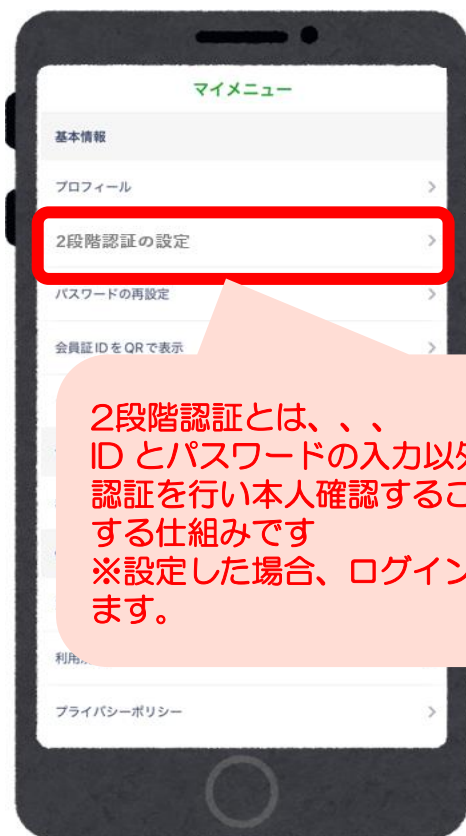 マイメニュー
基本情報
プロフィール
2段階認証の設定
パスワードの再設定
会員証IDをQRで表示
2段階認証とは、、、
ID とパスワードの入力以
認証を行い本人確認するこ
する仕組みです
※設定した場合、ログイン
ます。
利用
プライバシーポリシー